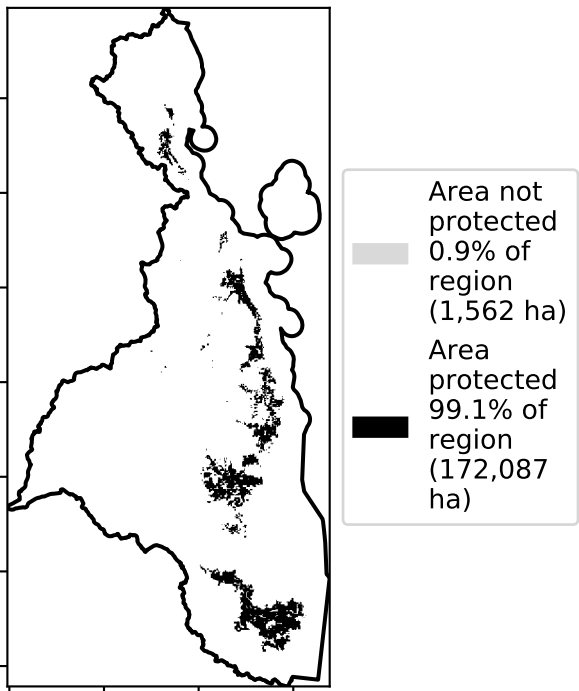 Area not
protected
0.9% of
region
(1,562 ha)
Area
protected
99.1% of
region
(172,087
ha)